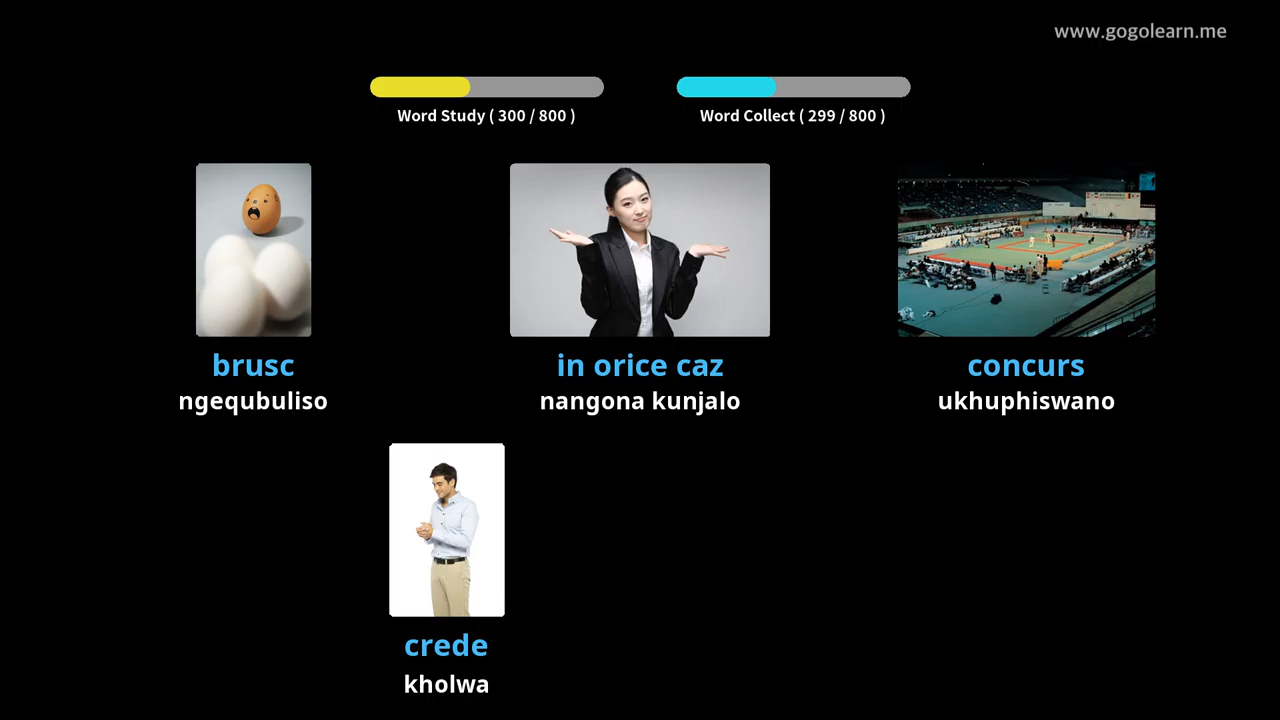 www.gogolearn.me
Word Study ( 300 / 800 )
Word Collect ( 299 / 800 )
brusc
ngequbuliso
in orice caz
nangona kunjalo
concurs
ukhuphiswano
crede
kholwa